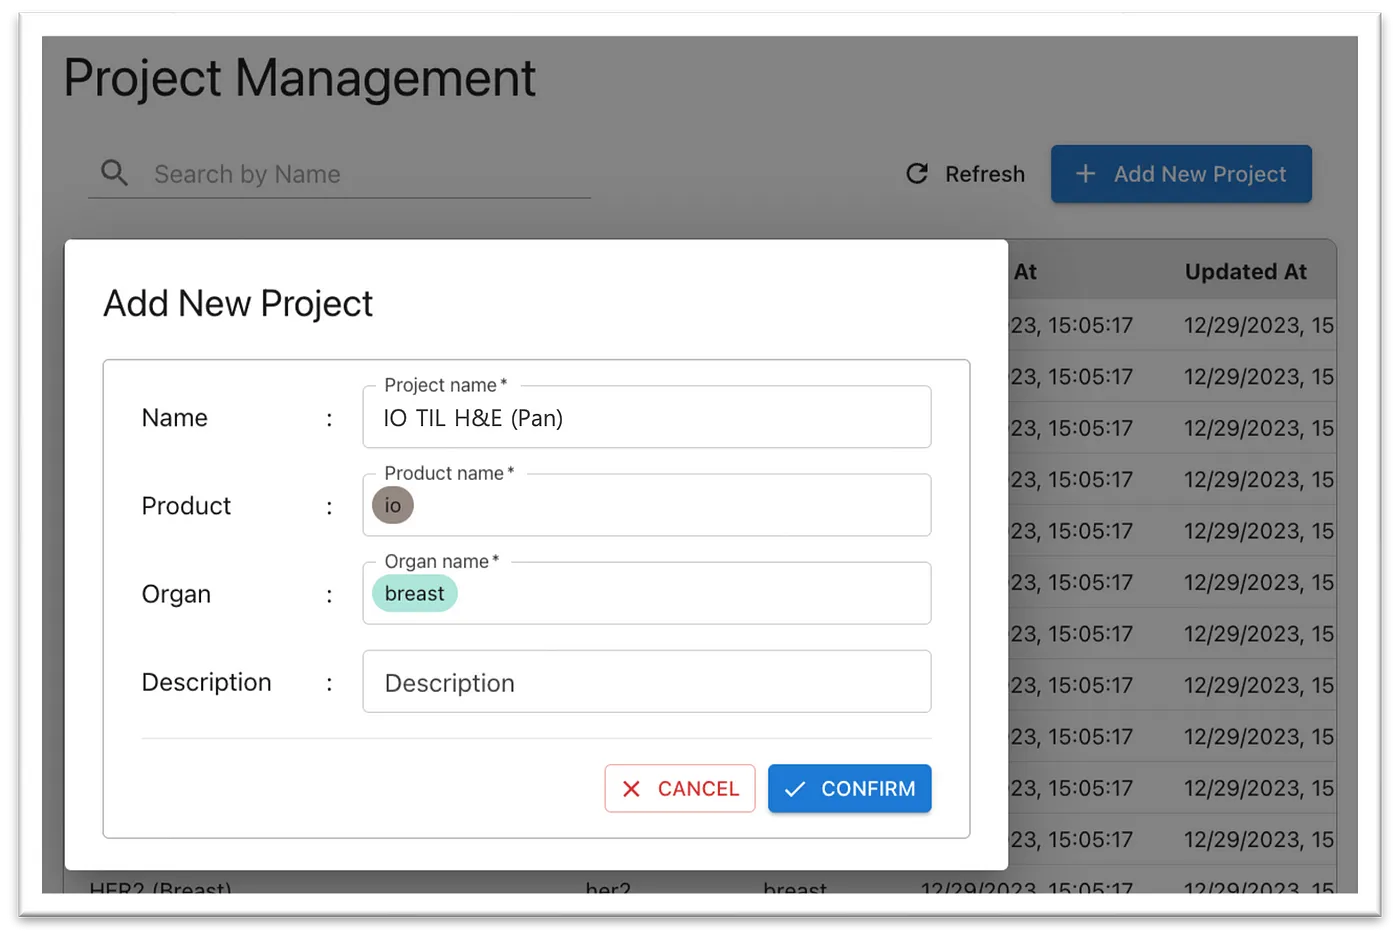 Project Management
Search by Name
Refresh
+ Add New Project
At Updated At
23, 15:05:17 12/29/2023, 15
23, 15:05:17 12/29/2023, 15
23, 15:05:17 12/29/2023, 15
23, 15:05:17 12/29/2023, 15
23, 15:05:17 12/29/2023, 15
23, 15:05:17 12/29/2023, 15
23, 15:05:17 12/29/2023, 15
23, 15:05:17 12/29/2023, 15
23, 15:05:17 12/29/2023, 15
23, 15:05:17 12/29/2023, 15
23, 15:05:17 12/29/2023, 15
Add New Project
Project name *
Name : IO TIL H&E (Pan)
Product name *
Product : io
Organ name *
Organ : breast
Description : Description
CANCEL
CONFIRM
HER2 (Breast) her2 breast 12/29/2023, 15:05:17 12/29/2023, 15